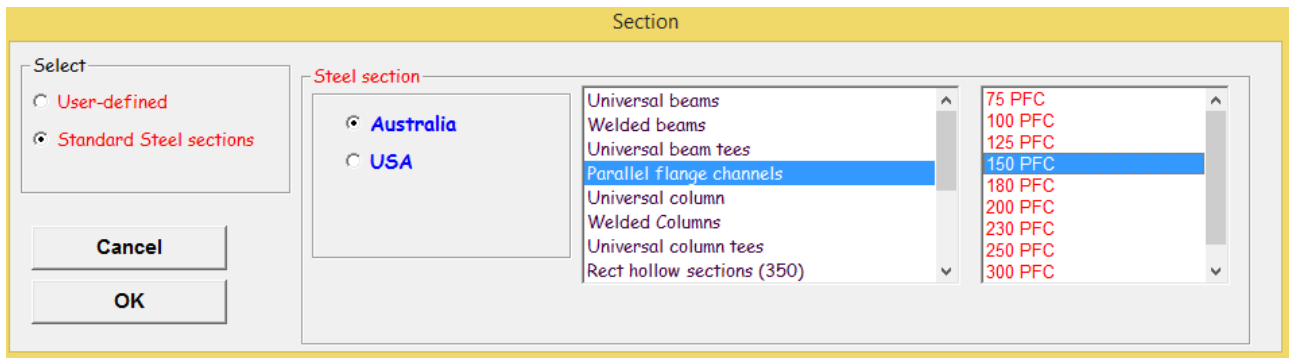 Section
Select
User-defined
Standard Steel sections
Cancel
OK
Steel section
Australia
USA
Universal beams
Welded beams
Universal beam tees
Parallel flange channels
Universal column
Welded Columns
Universal column tees
Rect hollow sections (350)
75 PFC
100 PFC
125 PFC
150 PFC
180 PFC
200 PFC
230 PFC
250 PFC
300 PFC